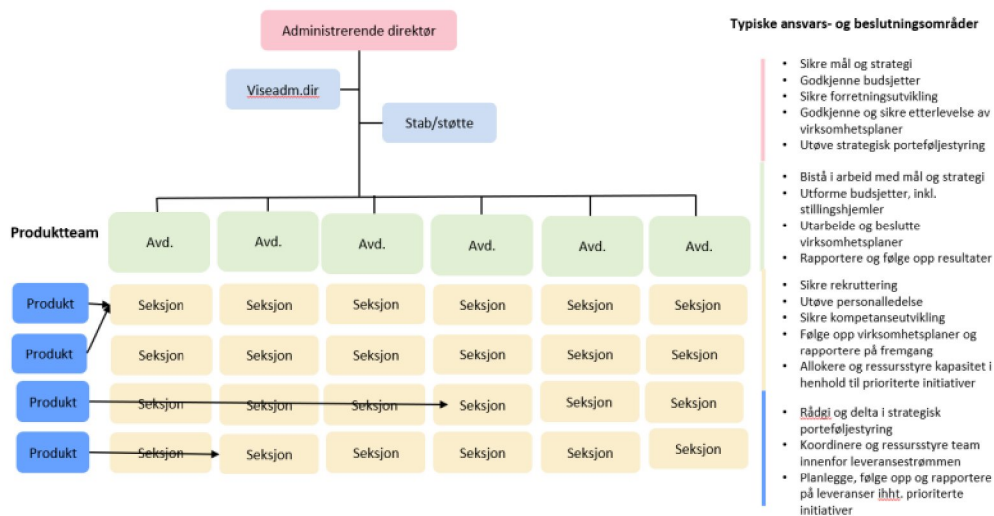 Administrerende direktør
Viseadm.dir
Stab/støtte
Produktteam
Avd.
Avd.
Avd.
Avd.
Avd.
Avd.
Produkt
Seksjon
Seksjon
Seksjon
Seksjon
Seksjon
Seksjon
Produkt
Seksjon
Seksjon
Seksjon
Seksjon
Seksjon
Seksjon
Produkt
Seksjon
Seksjon
Seksjon
Seksjon
Seksjon
Seksjon
Produkt
Seksjon
Seksjon
Seksjon
Seksjon
Seksjon
Seksjon
Typiske ansvars- og beslutningsområder
• Sikre mål og strategi
• Godkjenne budsjetter
• Sikre forretningsutvikling
• Godkjenne og sikre etterlevelse av
virksomhetsplaner
• Utøve strategisk porteføljestyring
• Bistå i arbeid med mål og strategi
• Utforme budsjetter, inkl.
stillingshjemler
• Utarbeide og beslutte
virksomhetsplaner
• Rapportere og følge opp resultater
• Sikre rekruttering
• Utøve personalledelse
• Sikre kompetanseutvikling
• Følge opp virksomhetsplaner og
rapportere på fremgang
• Allokere og ressursstyre kapasitet i
henhold til prioriterte initiativer
• Rådgi og delta i strategisk
porteføljestyring
• Koordinere og ressursstyre team
innenfor leveransestrømmen
• Planlegge, følge opp og rapportere
på leveranser ihht. prioriterte
initiativer